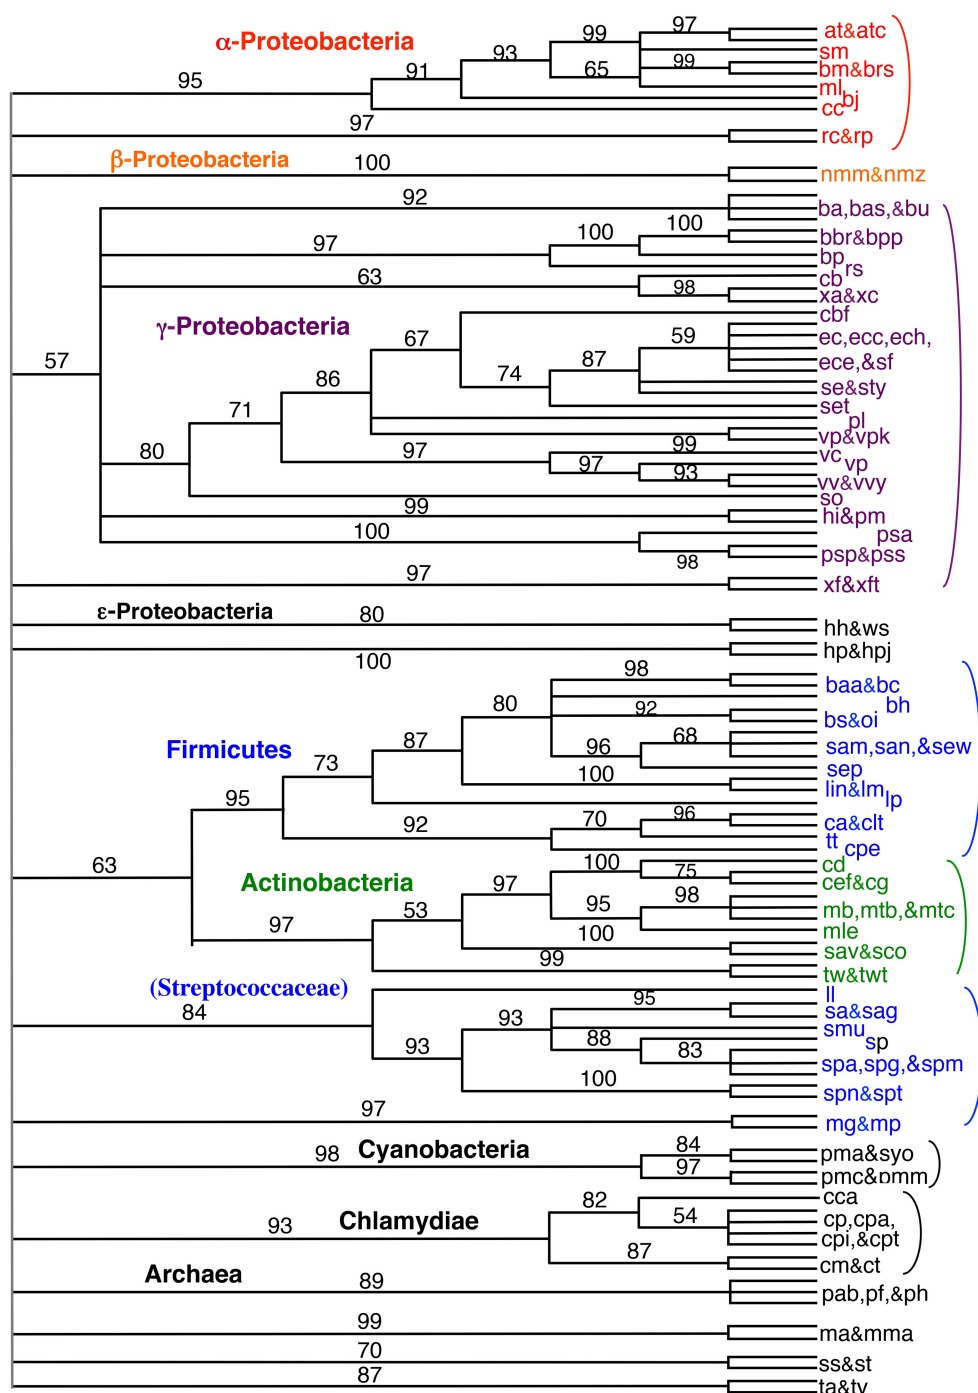 97
99
at&atc
α-Proteobacteria
93
sm
99
65
bm&brs
91
ml
95
bj
cc
97
rc&rp
β-Proteobacteria
100
nmm&nmz
92
ba,bas,&bu
100
100
bbr&bpp
97
bp
rs
63
cb
98
xa&xc
cbf
γ-Proteobacteria
67
59
ec,ecc,ech,
87
ece,&sf
57
74
86
se&sty
set
71
pl
vp&vpk
80
97
99
vc
vp
97
93
vv&vvy
so
99
hi&pm
100
psa
psp&pss
98
97
xf&xft
ε-Proteobacteria
80
hh&ws
hp&hpj
100
98
baa&bc
80
bh
92
bs&oi
Firmicutes
87
68
96
sam,san,&sew
73
sep
100
lin&lm
95
lp
96
92
70
ca&clt
tt
cpe
63
100
cd
75
Actinobacteria
97
cef&cg
98
95
53
mb,mtb,&mtc
97
100
mle
99
sav&sco
tw&twt
(Streptococcaceae)
ll
95
84
93
sa&sag
smu
88
sp
93
83
spa,spg,&spm
100
spn&spt
97
mg&mp
98
Cyanobacteria
84
pma&syo
97
pmc&pmm
82
cca
93
Chlamydiae
54
cp,cpa,
cpi,&cpt
87
cm&ct
Archaea
89
pab,pf,&ph
99
ma&mma
70
ss&st
87
ta&tv